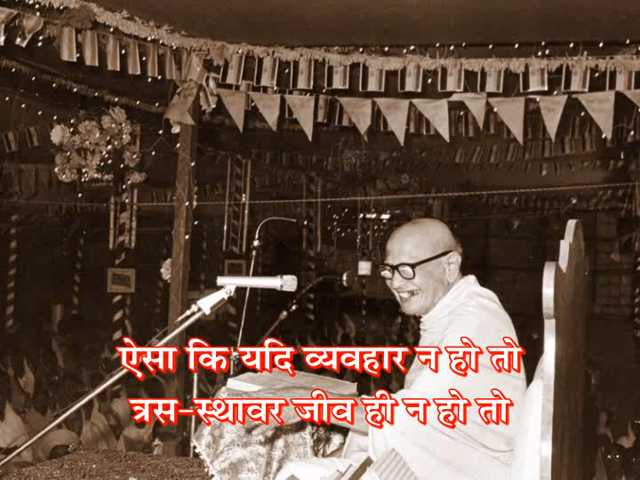 ऐसा कि यदि व्यवहार न हो तो
त्रस-स्थावर जीव ही न हो तो